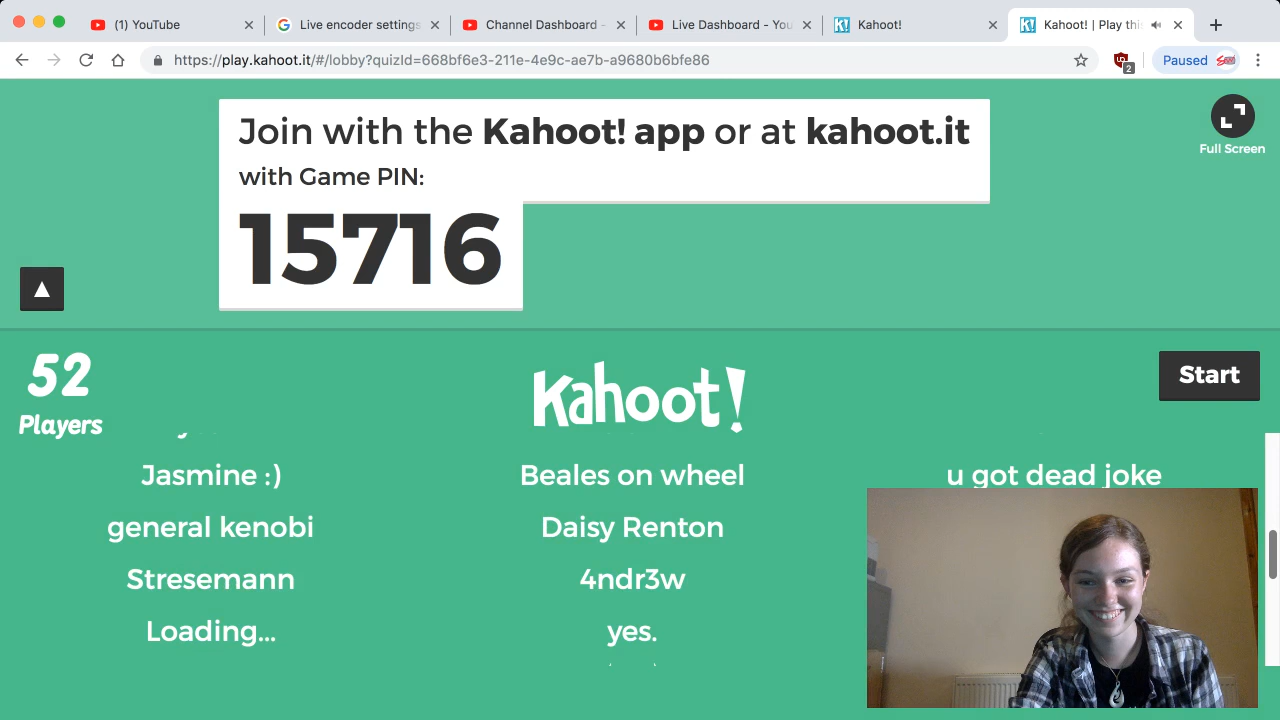 (1) YouTube
Live encoder settings
Channel Dashboard -
Live Dashboard - You
Kahoot!
Kahoot! | Play this
https://play.kahoot.it/#/lobby?quizId=668bf6e3-211e-4e9c-ae7b-a9680b6bfe86
2
Paused
Join with the Kahoot! app or at kahoot.it
with Game PIN:
15716
Full Screen
52
Players
Kahoot!
Start
Jasmine :) Beales on wheel u got dead joke
general kenobi Daisy Renton
Stresemann 4ndr3w
Loading... yes.